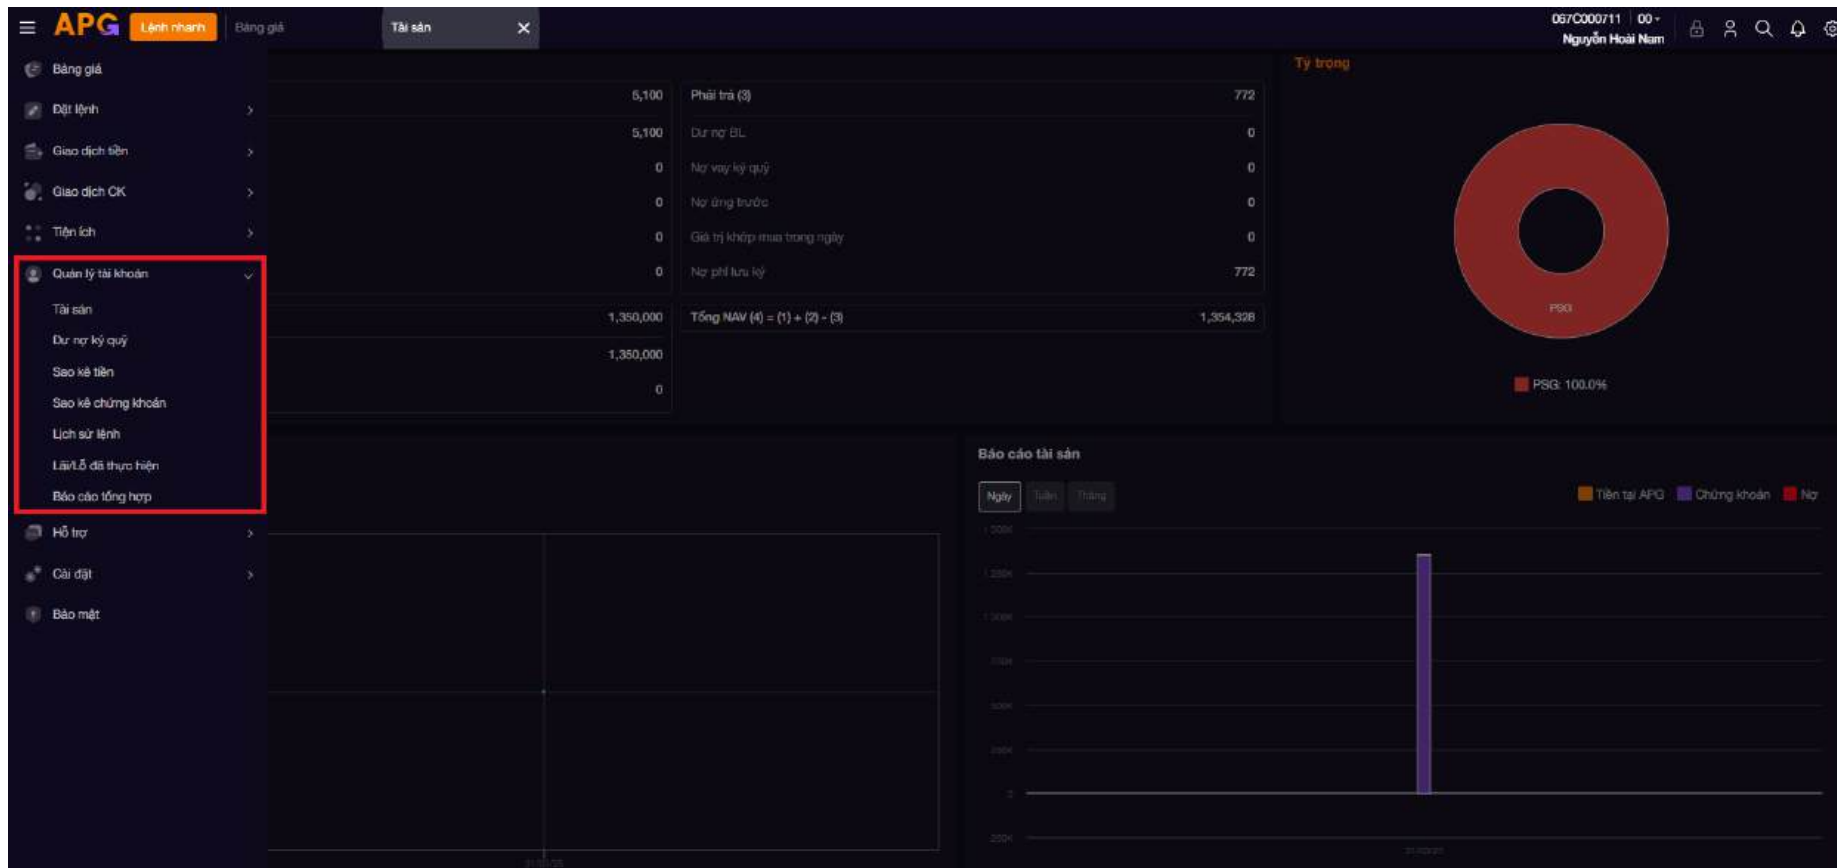 APG Lệnh nhanh Bảng giá Tài sản 067C000711 00
Nguyễn Hoài Nam
Bảng giá
Đặt lệnh
Giao dịch tiền
Giao dịch CK
Tiện ích
Quản lý tài khoản
Tài sản
Dư nợ ký quỹ
Sao kê tiền
Sao kê chứng khoán
Lịch sử lệnh
Lãi/Lỗ đã thực hiện
Báo cáo tổng hợp
Hỗ trợ
Cài đặt
Bảo mật
5,100 Phải trả (3) 772
5,100 Dư nợ BL 0
0 Nợ vay ký quỹ 0
0 Nợ ứng trước 0
0 Giá trị khớp mua trong ngày 0
0 Nợ phí lưu ký 772
1,350,000 Tổng NAV (4) = (1) + (2) - (3) 1,354,328
1,350,000
0
Tỷ trọng
PSG
PSG: 100.0%
Báo cáo tài sản
Ngày Tuần Tháng
Tiền tại APG Chứng khoán Nợ
1 250K
500K
250K
0
-250K